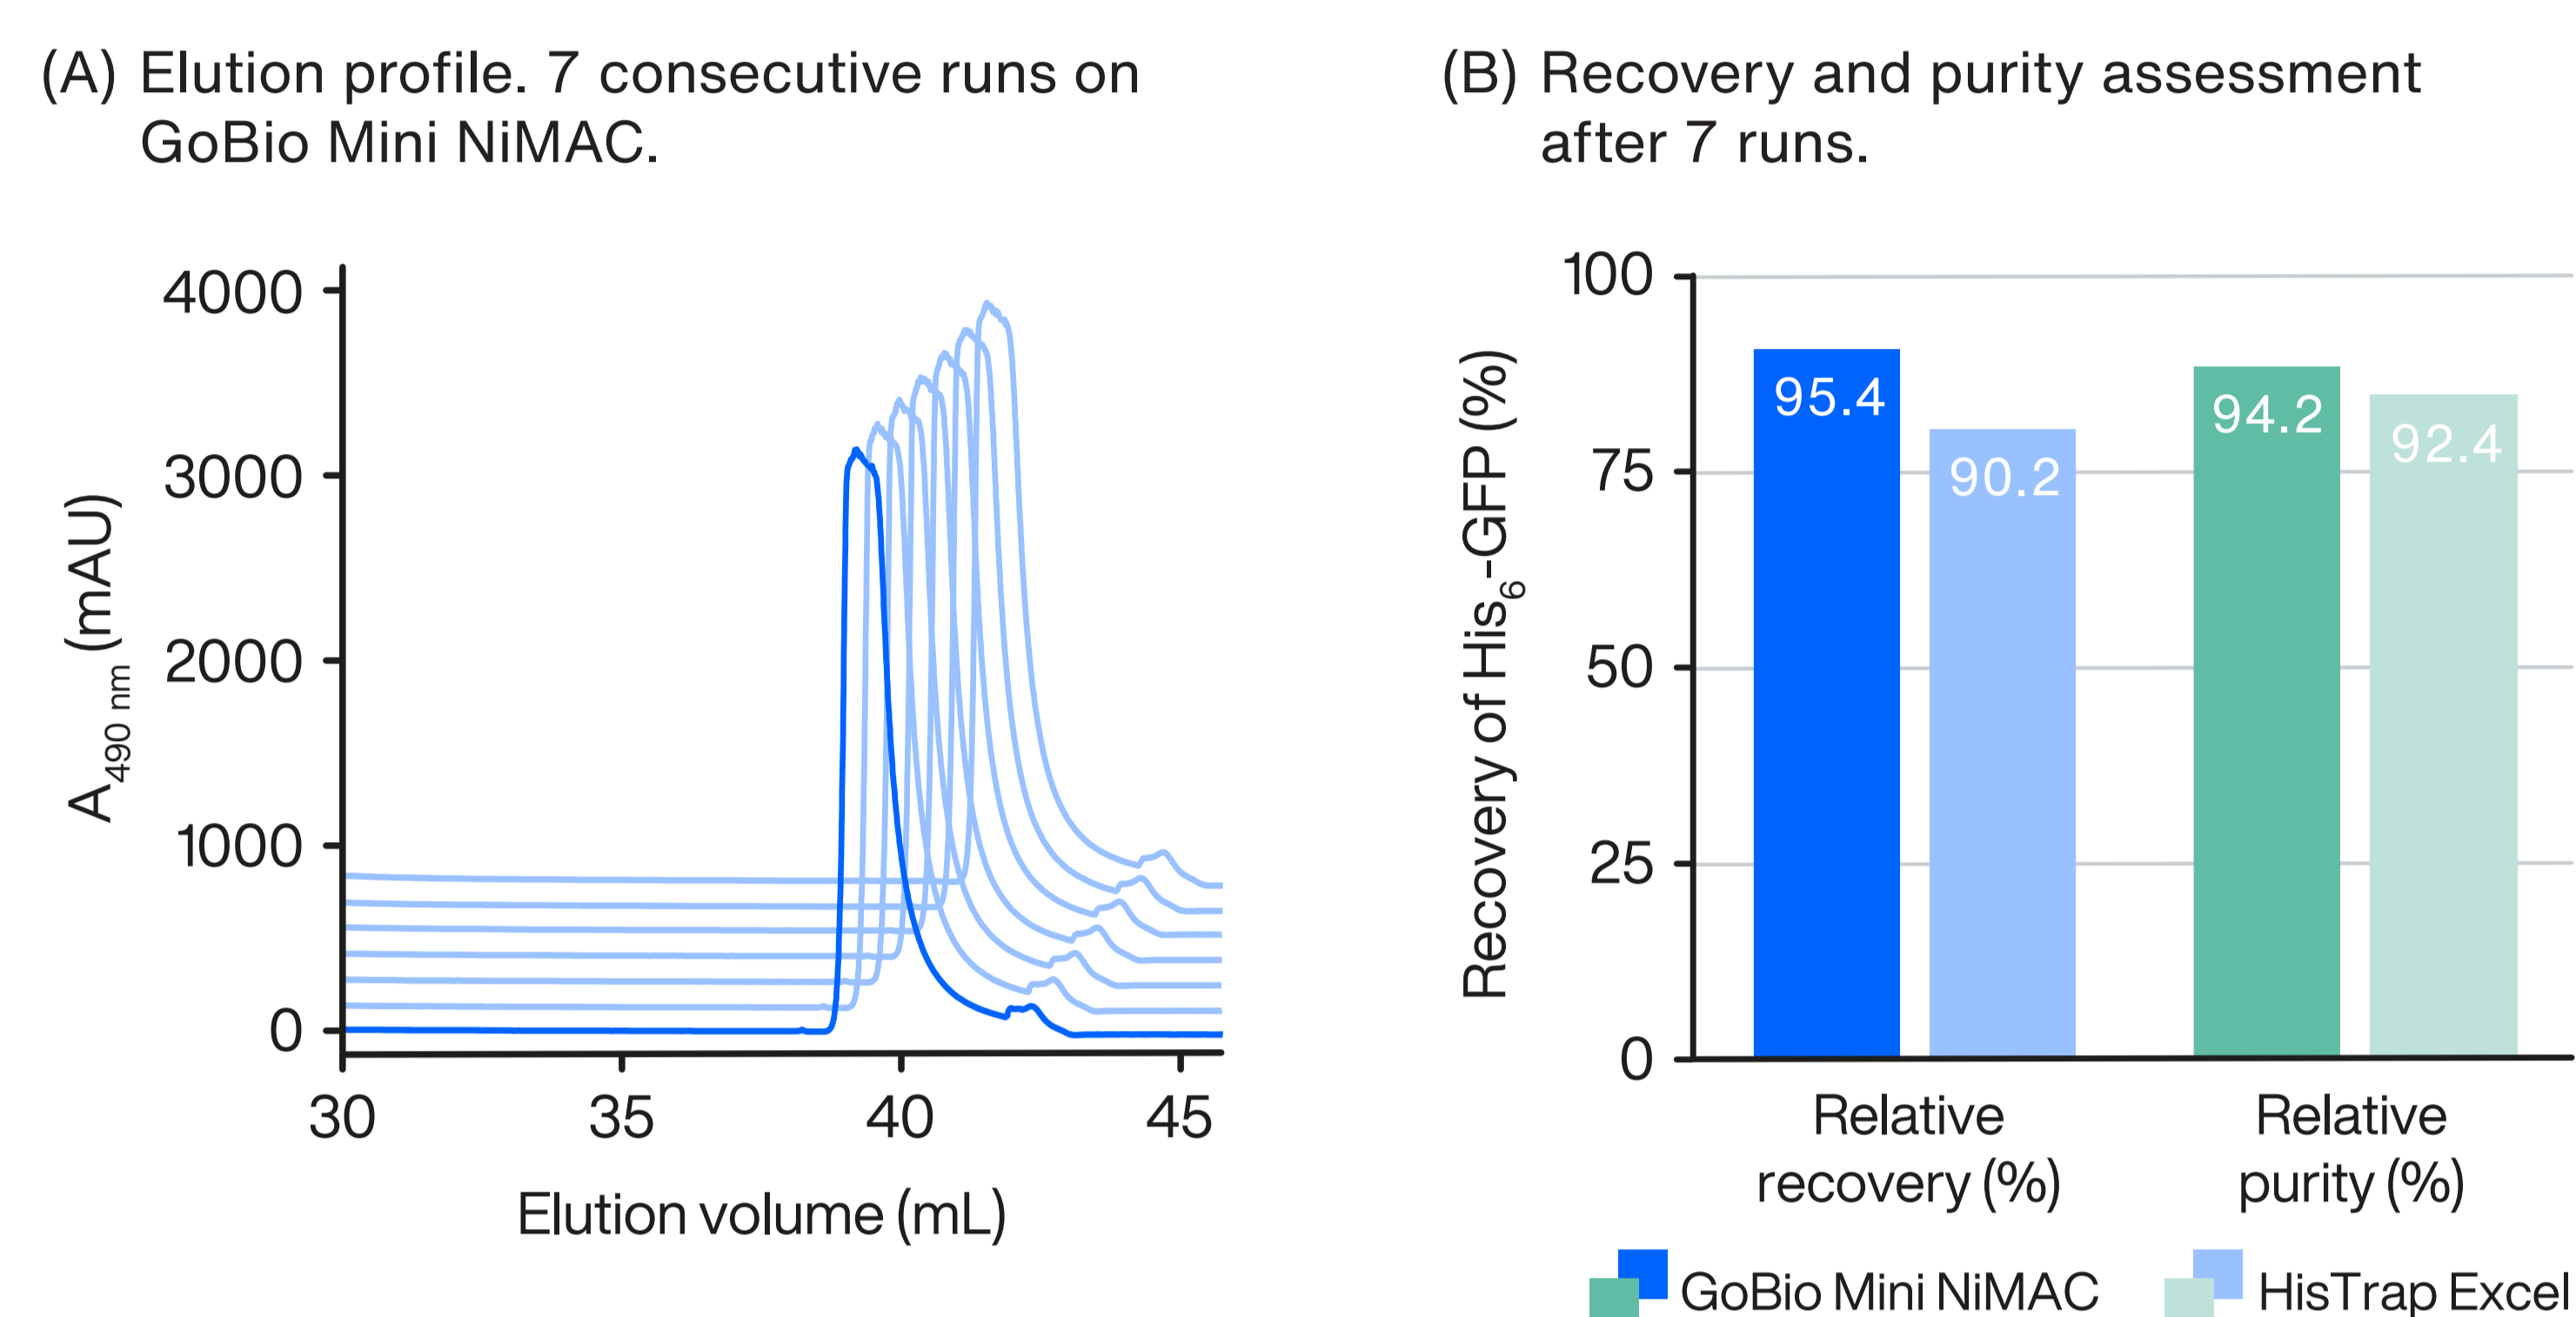 (A) Elution profile. 7 consecutive runs on
GoBio Mini NiMAC.
4000
3000
2000
1000
0
A490 nm (mAU)
30 35 40 45
Elution volume (mL)
(B) Recovery and purity assessment
after 7 runs.
100
75
50
25
0
Recovery of His6-GFP (%)
95.4
90.2
94.2
92.4
Relative
recovery (%)
Relative
purity (%)
GoBio Mini NiMAC
HisTrap Excel